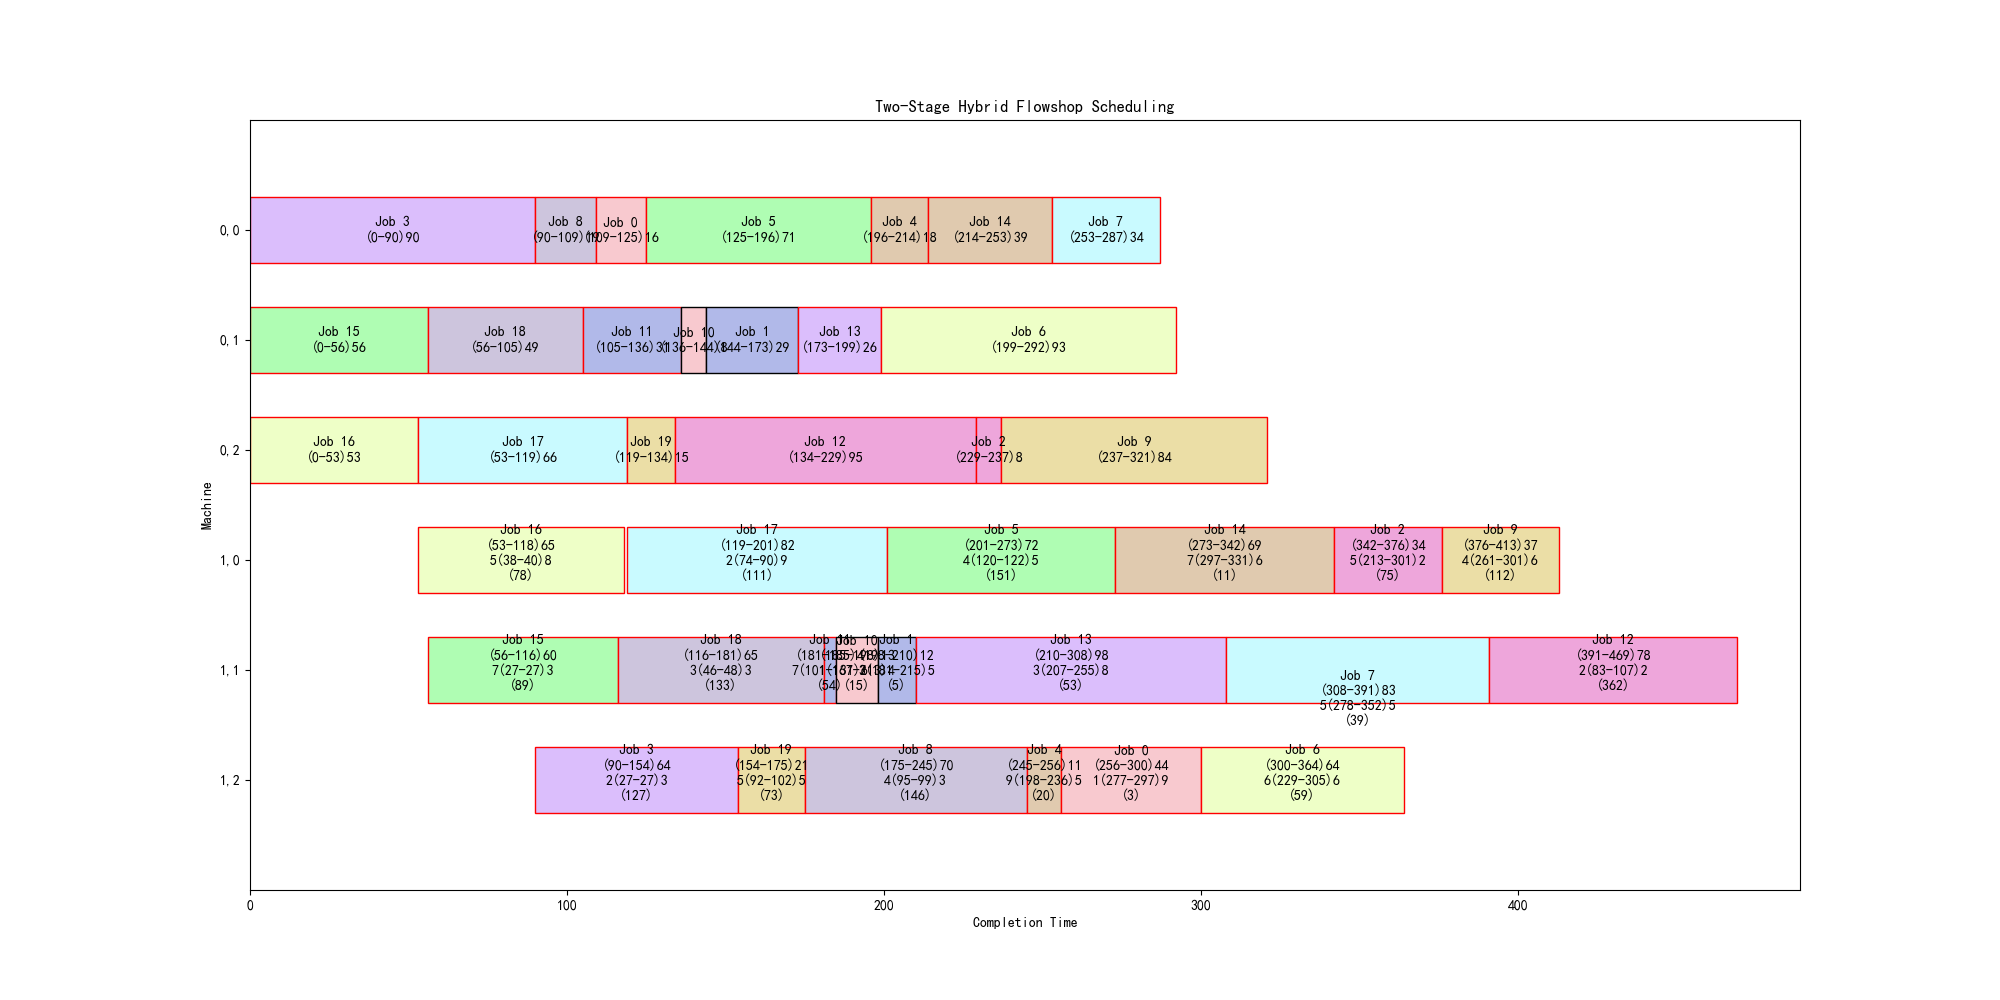 Two-Stage Hybrid Flowshop Scheduling
Machine
0,0
Job 3
(0-90)90
Job 8
(90-109)19
Job 0
(109-125)16
Job 5
(125-196)71
Job 4
(196-214)18
Job 14
(214-253)39
Job 7
(253-287)34
0,1
Job 15
(0-56)56
Job 18
(56-105)49
Job 11
(105-136)31
Job 10
(136-144)8
Job 1
(144-173)29
Job 13
(173-199)26
Job 6
(199-292)93
0,2
Job 16
(0-53)53
Job 17
(53-119)66
Job 19
(119-134)15
Job 12
(134-229)95
Job 2
(229-237)8
Job 9
(237-321)84
1,0
Job 16
(53-118)65
5(38-40)8
(78)
Job 17
(119-201)82
2(74-90)9
(111)
Job 5
(201-273)72
4(120-122)5
(151)
Job 14
(273-342)69
7(297-331)6
(11)
Job 2
(342-376)34
5(213-301)2
(75)
Job 9
(376-413)37
4(261-301)6
(112)
1,1
Job 15
(56-116)60
7(27-27)3
(89)
Job 18
(116-181)65
3(46-48)3
(133)
Job 11
(54)
Job 10
(15)
Job 1
(198-210)12
(5)
Job 13
(210-308)98
3(207-255)8
(53)
Job 7
(308-391)83
5(278-352)5
(39)
Job 12
(391-469)78
2(83-107)2
(362)
1,2
Job 3
(90-154)64
2(27-27)3
(127)
Job 19
(154-175)21
5(92-102)5
(73)
Job 8
(175-245)70
4(95-99)3
(146)
Job 4
(245-256)11
9(198-236)5
(20)
Job 0
(256-300)44
1(277-297)9
(3)
Job 6
(300-364)64
6(229-305)6
(59)
0
100
200
300
400
Completion Time